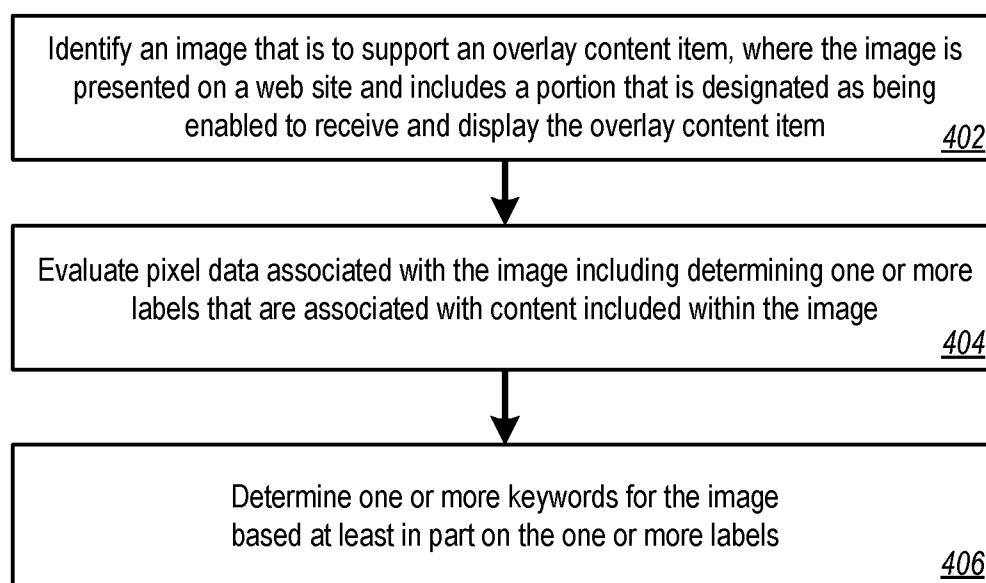 Identify an image that is to support an overlay content item, where the image is
presented on a web site and includes a portion that is designated as being
enabled to receive and display the overlay content item
402
Evaluate pixel data associated with the image including determining one or more
labels that are associated with content included within the image
404
Determine one or more keywords for the image
based at least in part on the one or more labels
406